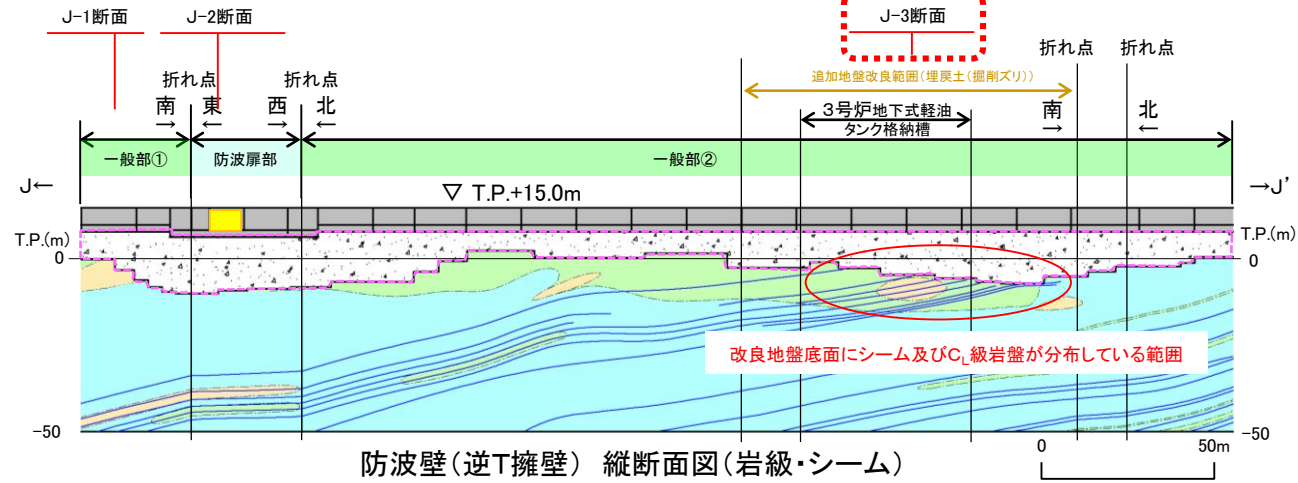 J-1断面
J-2断面
J-3断面
折れ点
折れ点
折れ点
折れ点
追加地盤改良範囲(埋戻土(掘削ズリ))
3号炉地下式軽油
タンク格納槽
南
→
東
←
西
→
北
←
南
→
北
←
一般部①
防波扉部
一般部②
J←
▽ T.P.+15.0m
→J'
T.P.(m)
T.P.(m)
0
0
改良地盤底面にシーム及びCL級岩盤が分布している範囲
-50
-50
防波壁(逆T擁壁) 縦断面図(岩級・シーム)
0
50m